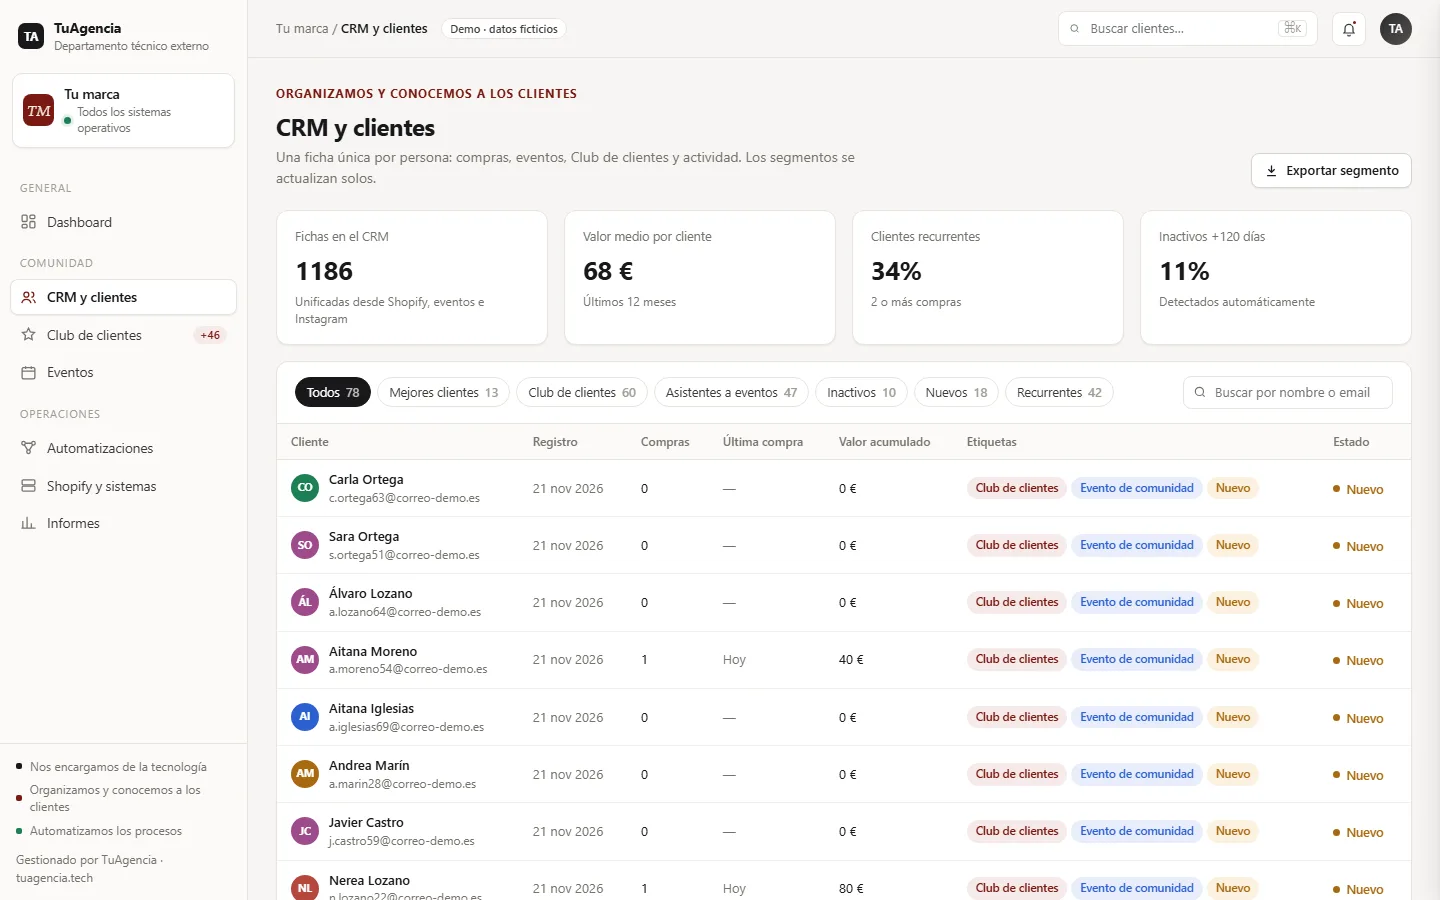 TA
TuAgencia
Departamento técnico externo
TM
Tu marca
Todos los sistemas
operativos
GENERAL
Dashboard
COMUNIDAD
CRM y clientes
Club de clientes +46
Eventos
OPERACIONES
Automatizaciones
Shopify y sistemas
Informes
Nos encargamos de la tecnología
Organizamos y conocemos a los
clientes
Automatizamos los procesos
Gestionado por TuAgencia ·
tuagencia.tech
Tu marca / CRM y clientes Demo · datos ficticios
Buscar clientes... ⌘K
TA
ORGANIZAMOS Y CONOCEMOS A LOS CLIENTES
CRM y clientes
Una ficha única por persona: compras, eventos, Club de clientes y actividad. Los segmentos se
actualizan solos.
Exportar segmento
Fichas en el CRM
1186
Unificadas desde Shopify, eventos e
Instagram
Valor medio por cliente
68 €
Últimos 12 meses
Clientes recurrentes
34%
2 o más compras
Inactivos +120 días
11%
Detectados automáticamente
Todos 78 Mejores clientes 13 Club de clientes 60 Asistentes a eventos 47 Inactivos 10 Nuevos 18 Recurrentes 42
Buscar por nombre o email
Cliente Registro Compras Última compra Valor acumulado Etiquetas Estado
CO Carla Ortega
c.ortega63@correo-demo.es 21 nov 2026 0 — 0 € Club de clientes Evento de comunidad Nuevo Nuevo
SO Sara Ortega
s.ortega51@correo-demo.es 21 nov 2026 0 — 0 € Club de clientes Evento de comunidad Nuevo Nuevo
ÁL Álvaro Lozano
a.lozano64@correo-demo.es 21 nov 2026 0 — 0 € Club de clientes Evento de comunidad Nuevo Nuevo
AM Aitana Moreno
a.moreno54@correo-demo.es 21 nov 2026 1 Hoy 40 € Club de clientes Evento de comunidad Nuevo Nuevo
AI Aitana Iglesias
a.iglesias69@correo-demo.es 21 nov 2026 0 — 0 € Club de clientes Evento de comunidad Nuevo Nuevo
AM Andrea Marín
a.marin28@correo-demo.es 21 nov 2026 0 — 0 € Club de clientes Evento de comunidad Nuevo Nuevo
JC Javier Castro
j.castro59@correo-demo.es 21 nov 2026 0 — 0 € Club de clientes Evento de comunidad Nuevo Nuevo
NL Nerea Lozano
n.lozano22@correo-demo.es 21 nov 2026 1 Hoy 80 € Club de clientes Evento de comunidad Nuevo Nuevo